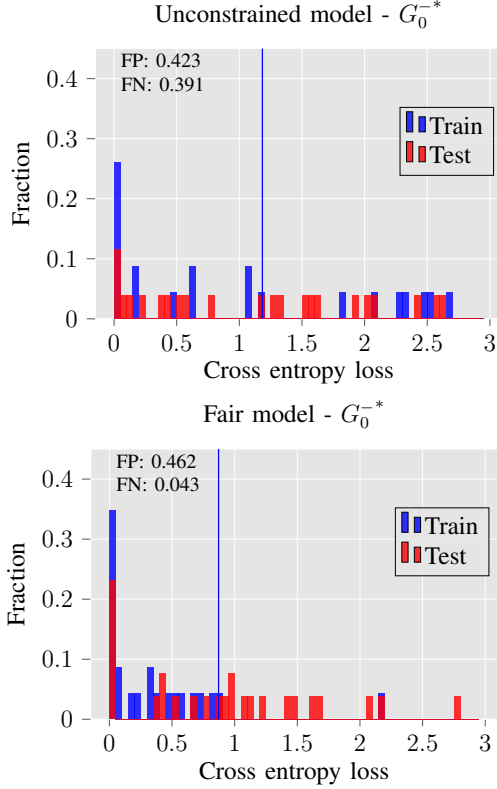 Unconstrained model - $G_0^{-*}$
FP: 0.423
FN: 0.391
Train
Test
Fraction
0.4
0.3
0.2
0.1
0
0 0.5 1 1.5 2 2.5 3
Cross entropy loss
Fair model - $G_0^{-*}$
FP: 0.462
FN: 0.043
Train
Test
Fraction
0.4
0.3
0.2
0.1
0
0 0.5 1 1.5 2 2.5 3
Cross entropy loss